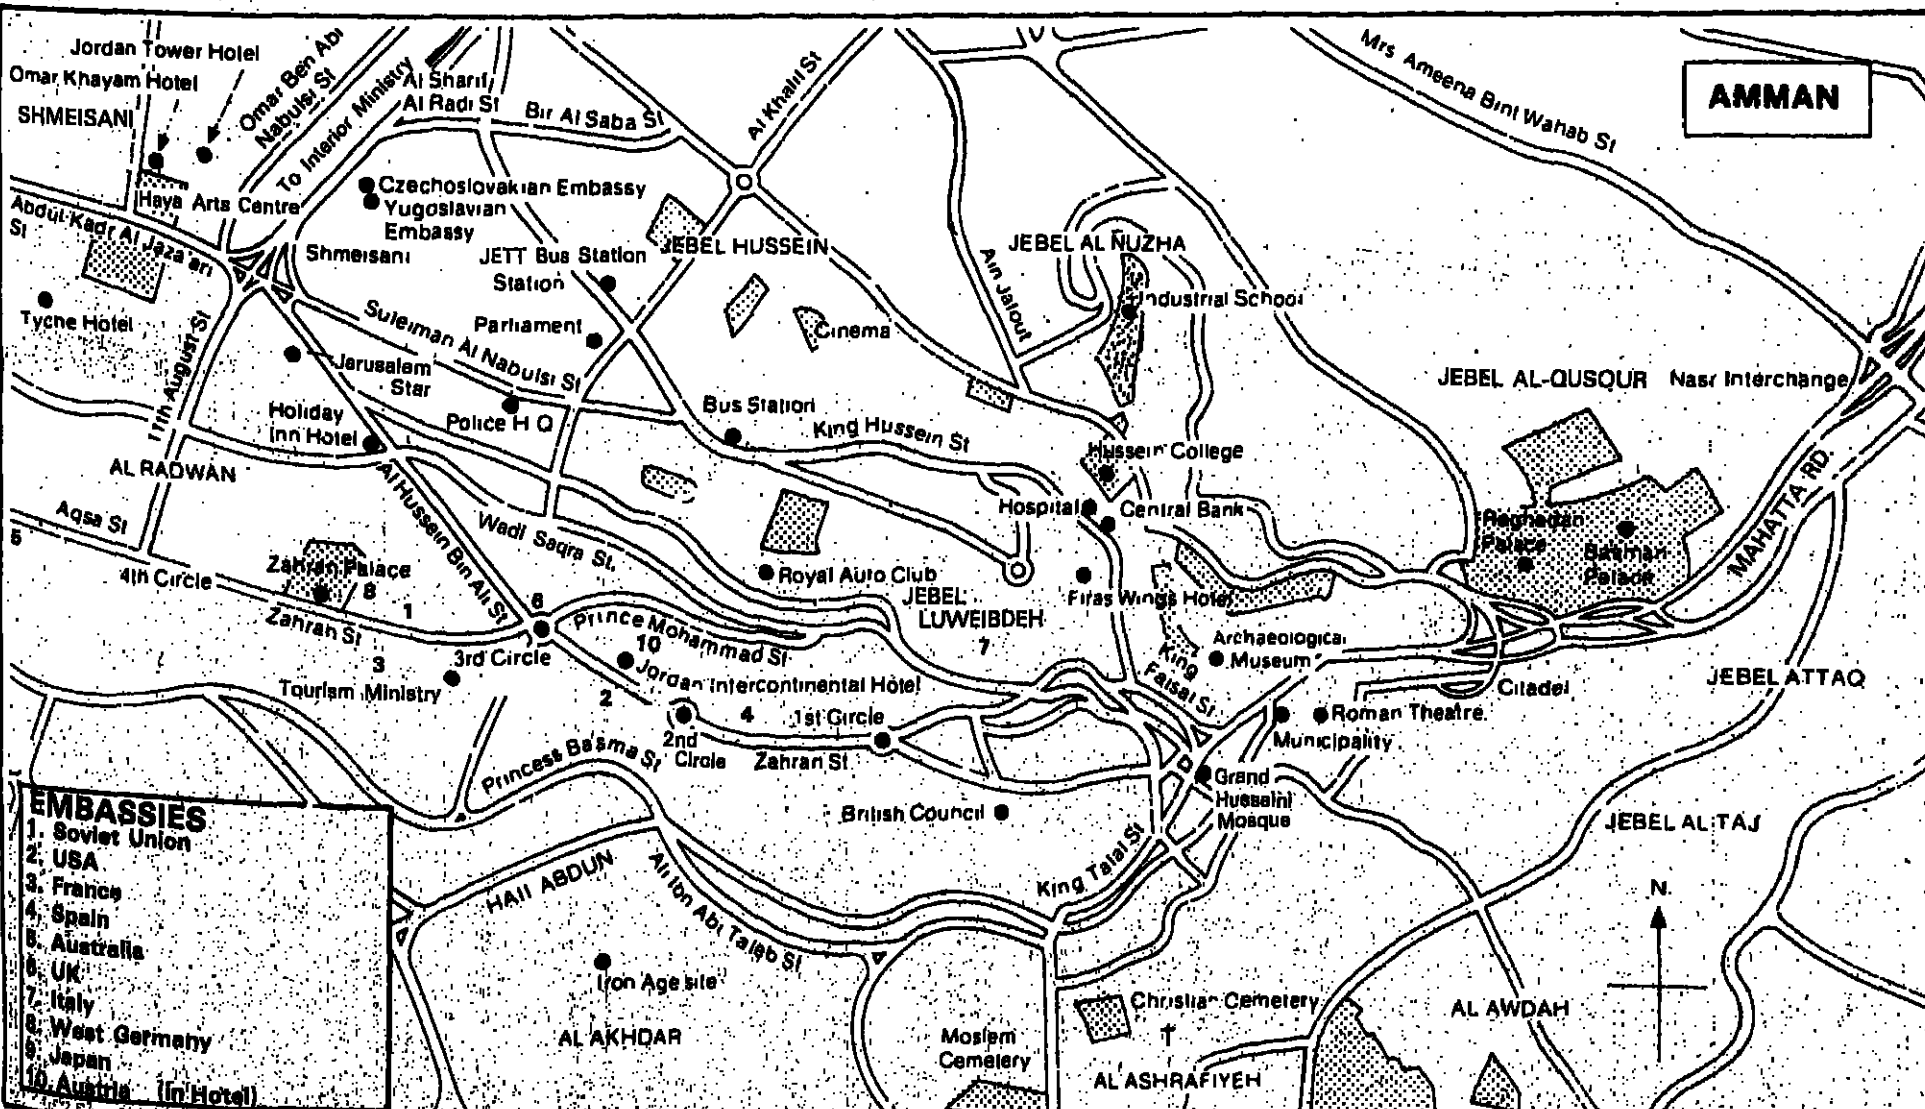 AMMAN
Jordan Tower Hotel
Omar Khayam Hotel
SHMEISANI
Omar Ben Abi
Nabulsi St
To Interior Ministry
Al Sharif
Al Radi St
Bir Al Saba St
Al Khalil St
Mrs Ameena Bint Wahab St
Haya Arts Centre
Abdul Kadr Al Jaza'ari
St
Czechoslovakian Embassy
Yugoslavian
Embassy
Shmeisani
JETT Bus Station
Station
JEBEL HUSSEIN
JEBEL AL NUZHA
Ain Jalout
Industrial School
Tyche Hotel
11th August St
Suleiman Al Nabulsi St
Parliament
Cinema
Jerusalem
Star
Holiday
Inn Hotel
Police H Q
Bus Station
King Hussein St
JEBEL AL-QUSOUR
Nasr Interchange
Hussein College
AL RADWAN
Al Hussein Bin Ali St
Wadi Saqra St.
Hospital
Central Bank
MAHATTA RD.
Aqsa St
5
4th Circle
Zahran Palace
8
1
Zahran St
6
3rd Circle
3
Tourism Ministry
Royal Auto Club
JEBEL
LUWEIBDEH
7
Firas Wings Hotel
Raghadan
Palace
Basman
Palace
Prince Mohammad St
10
Jordan Intercontinental Hotel
2
4
1st Circle
2nd
Circle
Zahran St
Archaeological
Museum
King
Faisal St
Citadel
Roman Theatre
Municipality
JEBEL ATTAQ
Princess Basma St
British Council
Grand
Hussaini
Mosque
JEBEL AL TAJ
King Talal St
HAII ABDUN
Ali Ibn Abi Taleb St
Iron Age site
AL AKHDAR
Moslem
Cemetery
Christian Cemetery
AL ASHRAFIYEH
AL AWDAH
N
EMBASSIES
1. Soviet Union
2. USA
3. France
4. Spain
5. Australia
6. UK
7. Italy
8. West Germany
9. Japan
10. Austria (In Hotel)